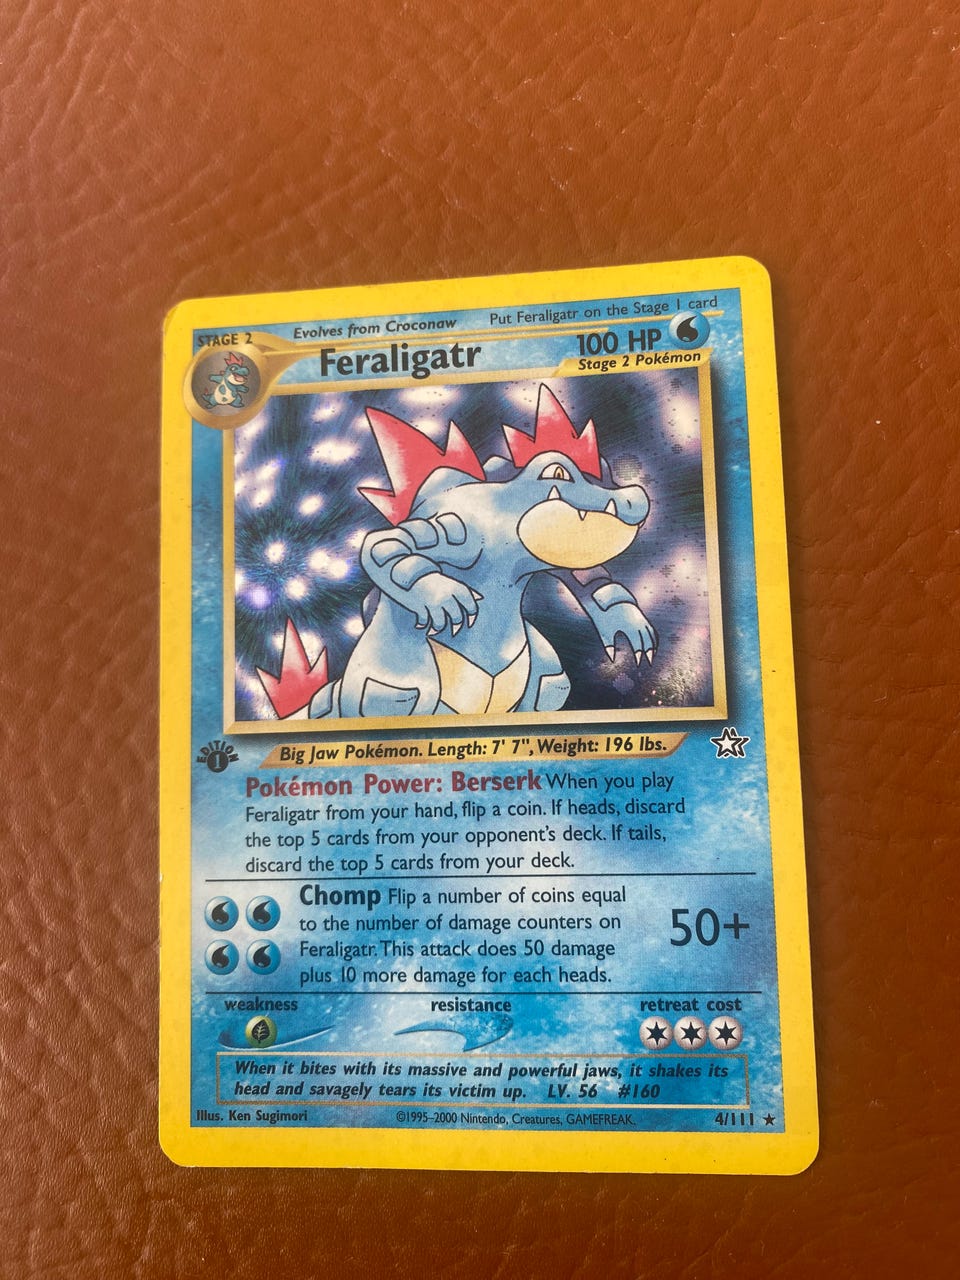 STAGE 2
Evolves from Croconaw
Put Feraligatr on the Stage 1 card
Feraligatr
100 HP
Stage 2 Pokémon
EDITION
1
Big Jaw Pokémon. Length: 7' 7", Weight: 196 lbs.
Pokémon Power: Berserk When you play
Feraligatr from your hand, flip a coin. If heads, discard
the top 5 cards from your opponent's deck. If tails,
discard the top 5 cards from your deck.
Chomp Flip a number of coins equal
to the number of damage counters on
Feraligatr. This attack does 50 damage
plus 10 more damage for each heads.
50+
weakness
resistance
retreat cost
When it bites with its massive and powerful jaws, it shakes its
head and savagely tears its victim up. LV. 56 #160
Illus. Ken Sugimori
©1995–2000 Nintendo, Creatures, GAMEFREAK.
4/111 ★